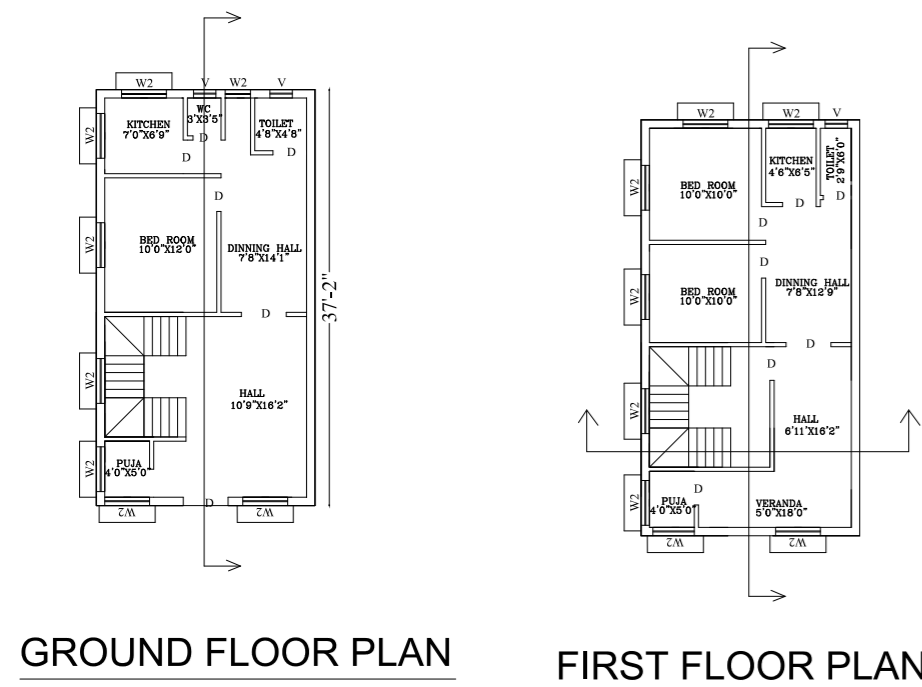 W2
V
W2
V
WC
3'X3'5"
KITCHEN
7'0"X6'9"
TOILET
4'8"X4'8"
W2
D
D
D
D
BED ROOM
10'0"X12'0"
W2
DINNING HALL
7'8"X14'1"
D
37'-2"
W2
HALL
10'9"X16'2"
PUJA
4'0"X5'0"
W2
D
W2
W2
GROUND FLOOR PLAN
W2
W2
V
KITCHEN
4'6"X6'5"
TOILET
2'9"X6'0"
BED ROOM
10'0"X10'0"
W2
D
D
D
D
BED ROOM
10'0"X10'0"
W2
DINNING HALL
7'8"X12'9"
D
D
W2
HALL
6'11"X16'2"
W2
PUJA
4'0"X5'0"
D
VERANDA
5'0"X18'0"
W2
W2
FIRST FLOOR PLAN